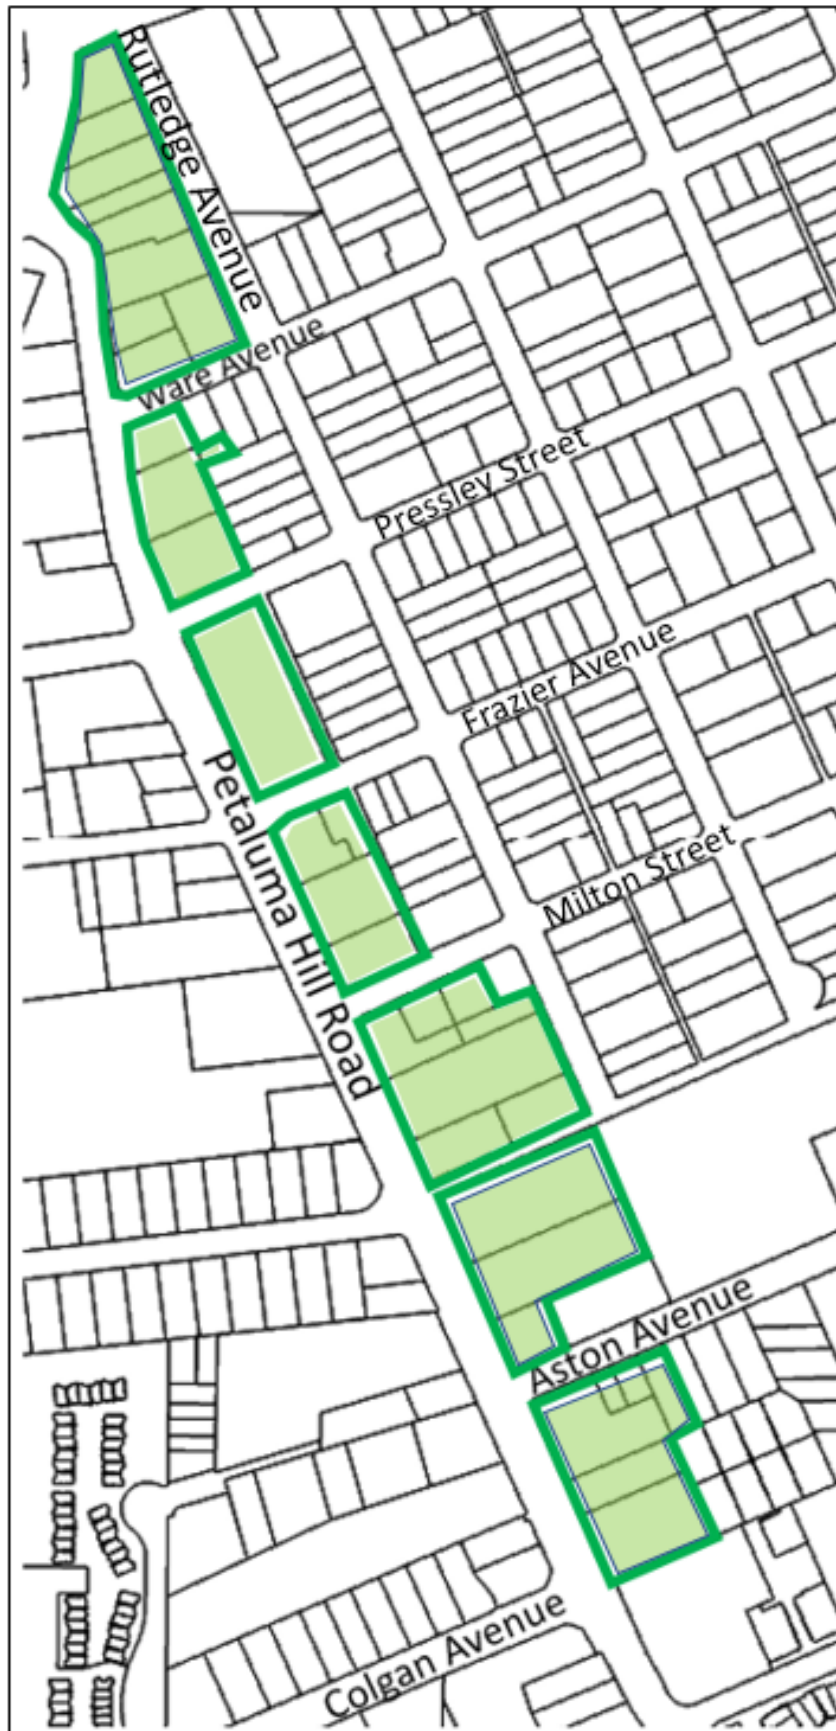 Rutledge Avenue
Ware Avenue
Pressley Street
Frazier Avenue
Petaluma Hill Road
Milton Street
Aston Avenue
Colgan Avenue